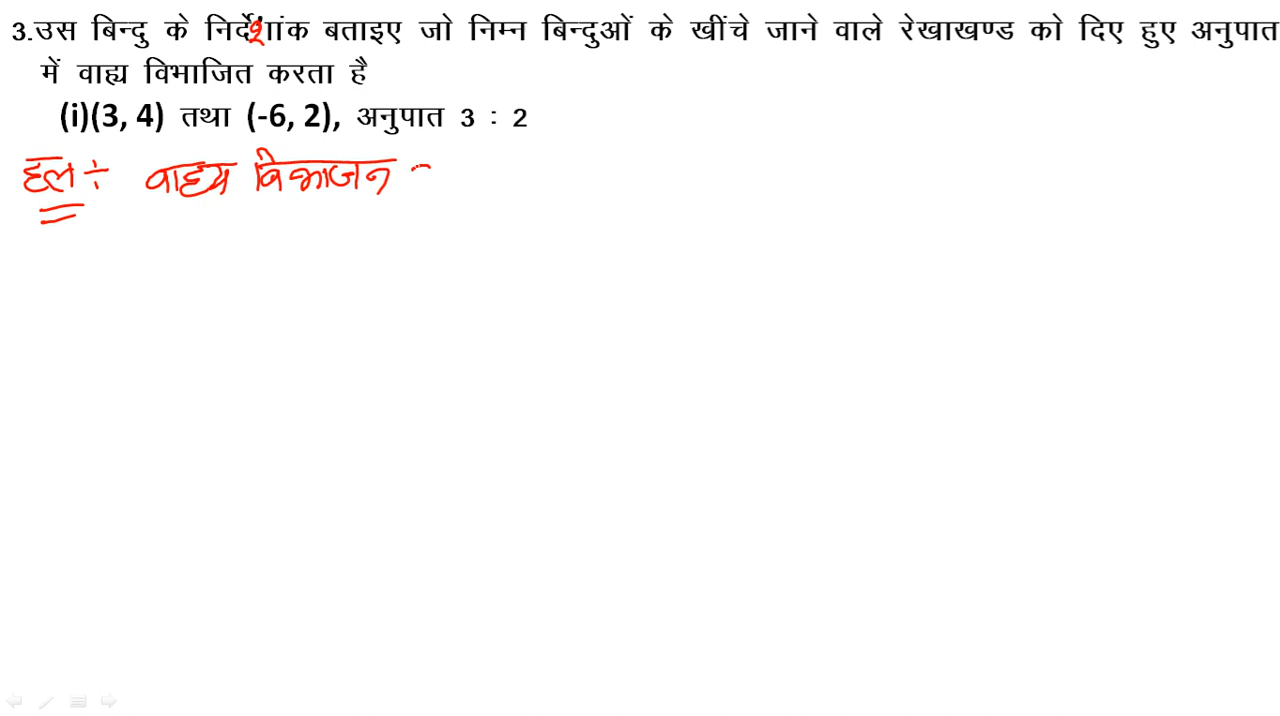 3.उस बिन्दु के निर्देशांक बताइए जो निम्न बिन्दुओं के खींचे जाने वाले रेखाखण्ड को दिए हुए अनुपात
में वाह्य विभाजित करता है
(i)(3, 4) तथा (-6, 2), अनुपात 3 : 2
हल ÷ वाह्य विभाजन -